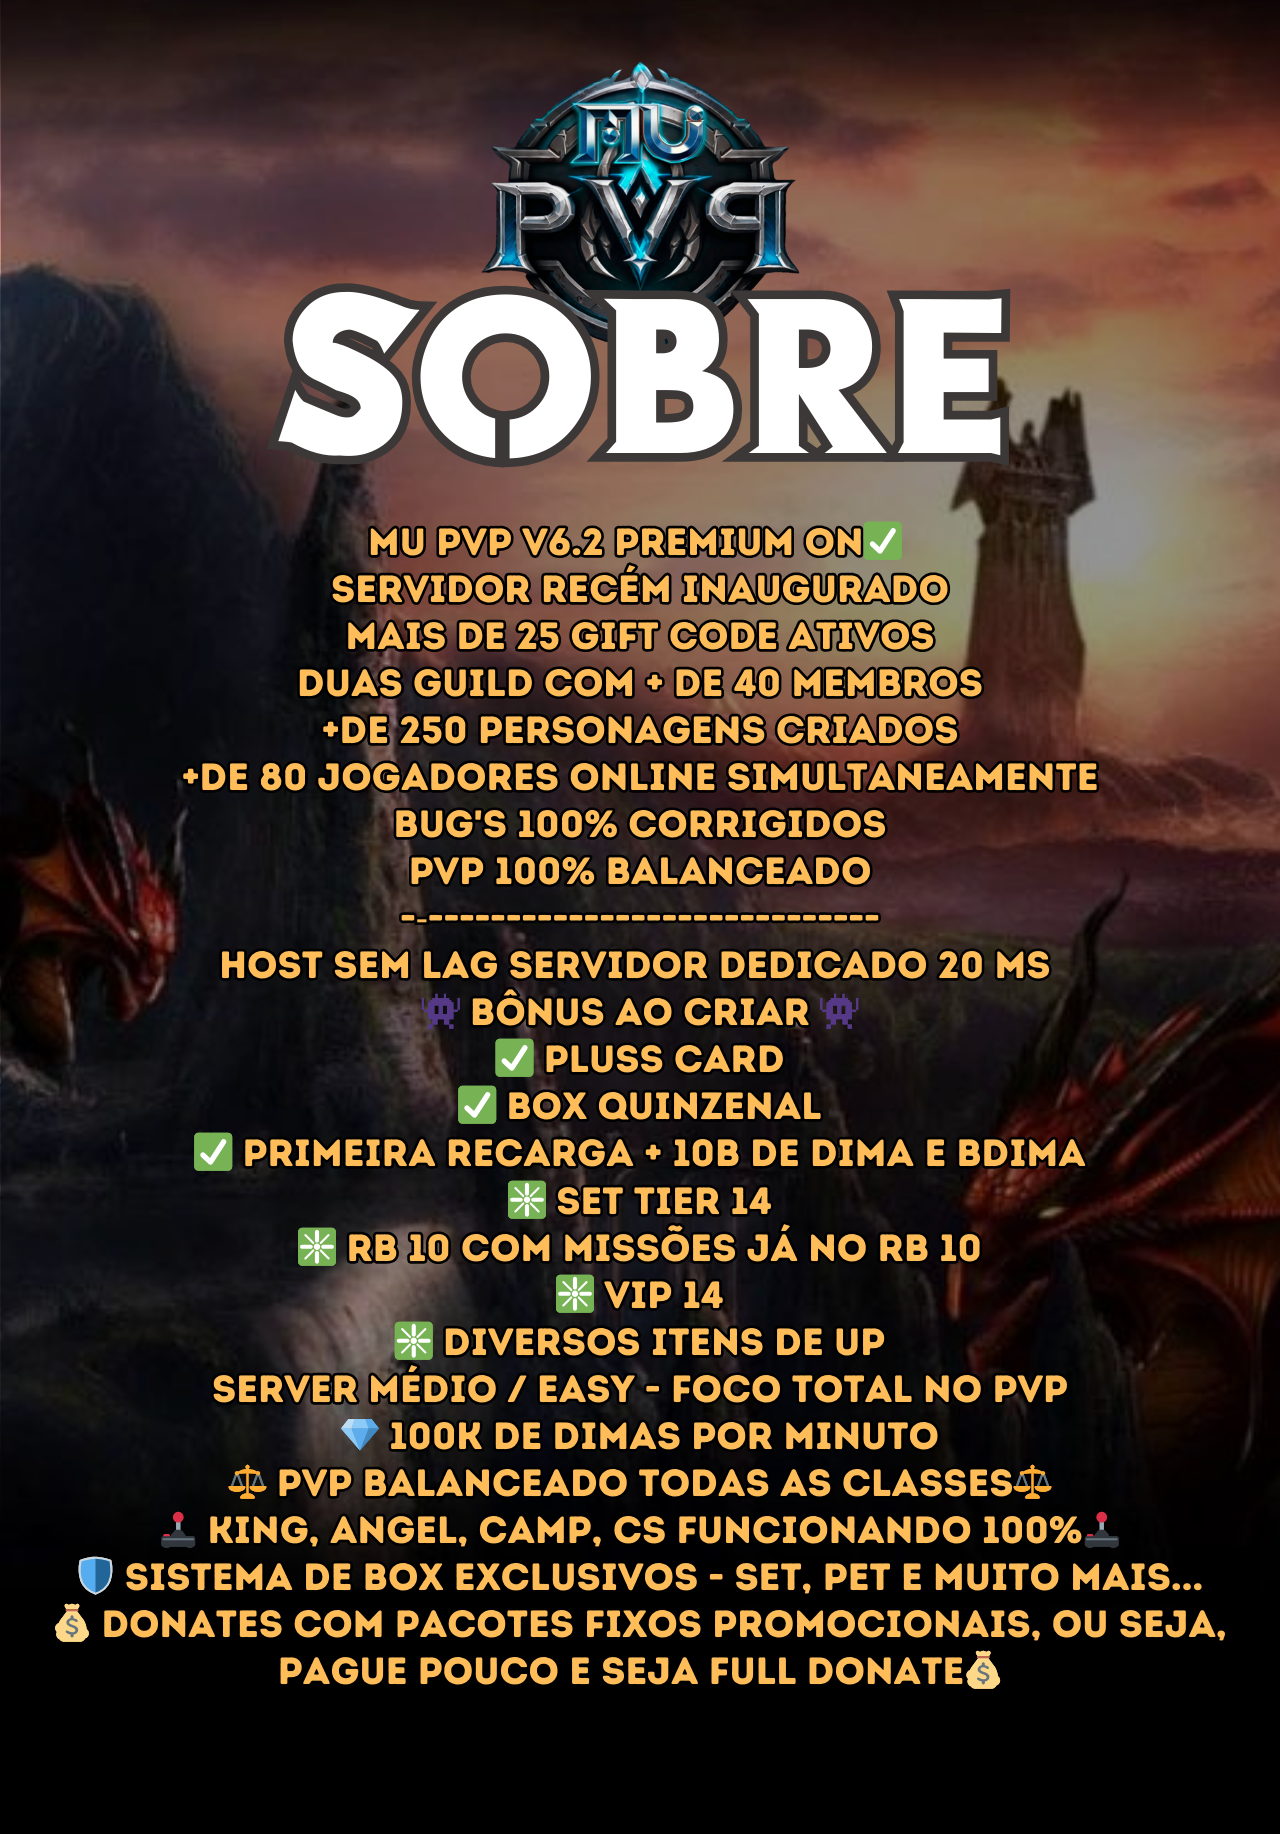 MU
PVP
SOBRE
MU PVP V6.2 PREMIUM ON✅
SERVIDOR RECÉM INAUGURADO
MAIS DE 25 GIFT CODE ATIVOS
DUAS GUILD COM + DE 40 MEMBROS
+DE 250 PERSONAGENS CRIADOS
+DE 80 JOGADORES ONLINE SIMULTANEAMENTE
BUG'S 100% CORRIGIDOS
PVP 100% BALANCEADO
-------------------------------
HOST SEM LAG SERVIDOR DEDICADO 20 MS
👾 BÔNUS AO CRIAR 👾
✅ PLUSS CARD
✅ BOX QUINZENAL
✅ PRIMEIRA RECARGA + 10B DE DIMA E BDIMA
❇️ SET TIER 14
❇️ RB 10 COM MISSÕES JÁ NO RB 10
❇️ VIP 14
❇️ DIVERSOS ITENS DE UP
SERVER MÉDIO / EASY - FOCO TOTAL NO PVP
💎 100K DE DIMAS POR MINUTO
⚖️ PVP BALANCEADO TODAS AS CLASSES⚖️
🕹️ KING, ANGEL, CAMP, CS FUNCIONANDO 100%🕹️
🛡️ SISTEMA DE BOX EXCLUSIVOS - SET, PET E MUITO MAIS...
💰 DONATES COM PACOTES FIXOS PROMOCIONAIS, OU SEJA,
PAGUE POUCO E SEJA FULL DONATE💰